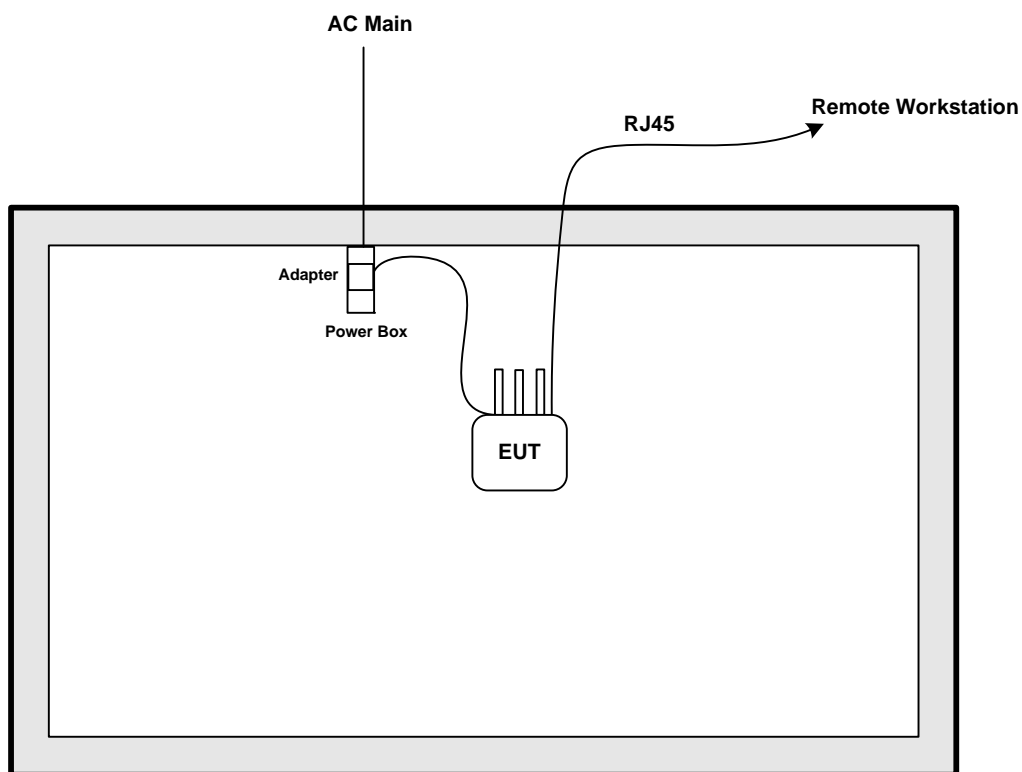 AC Main
Remote Workstation
RJ45
Adapter
Power Box
EUT